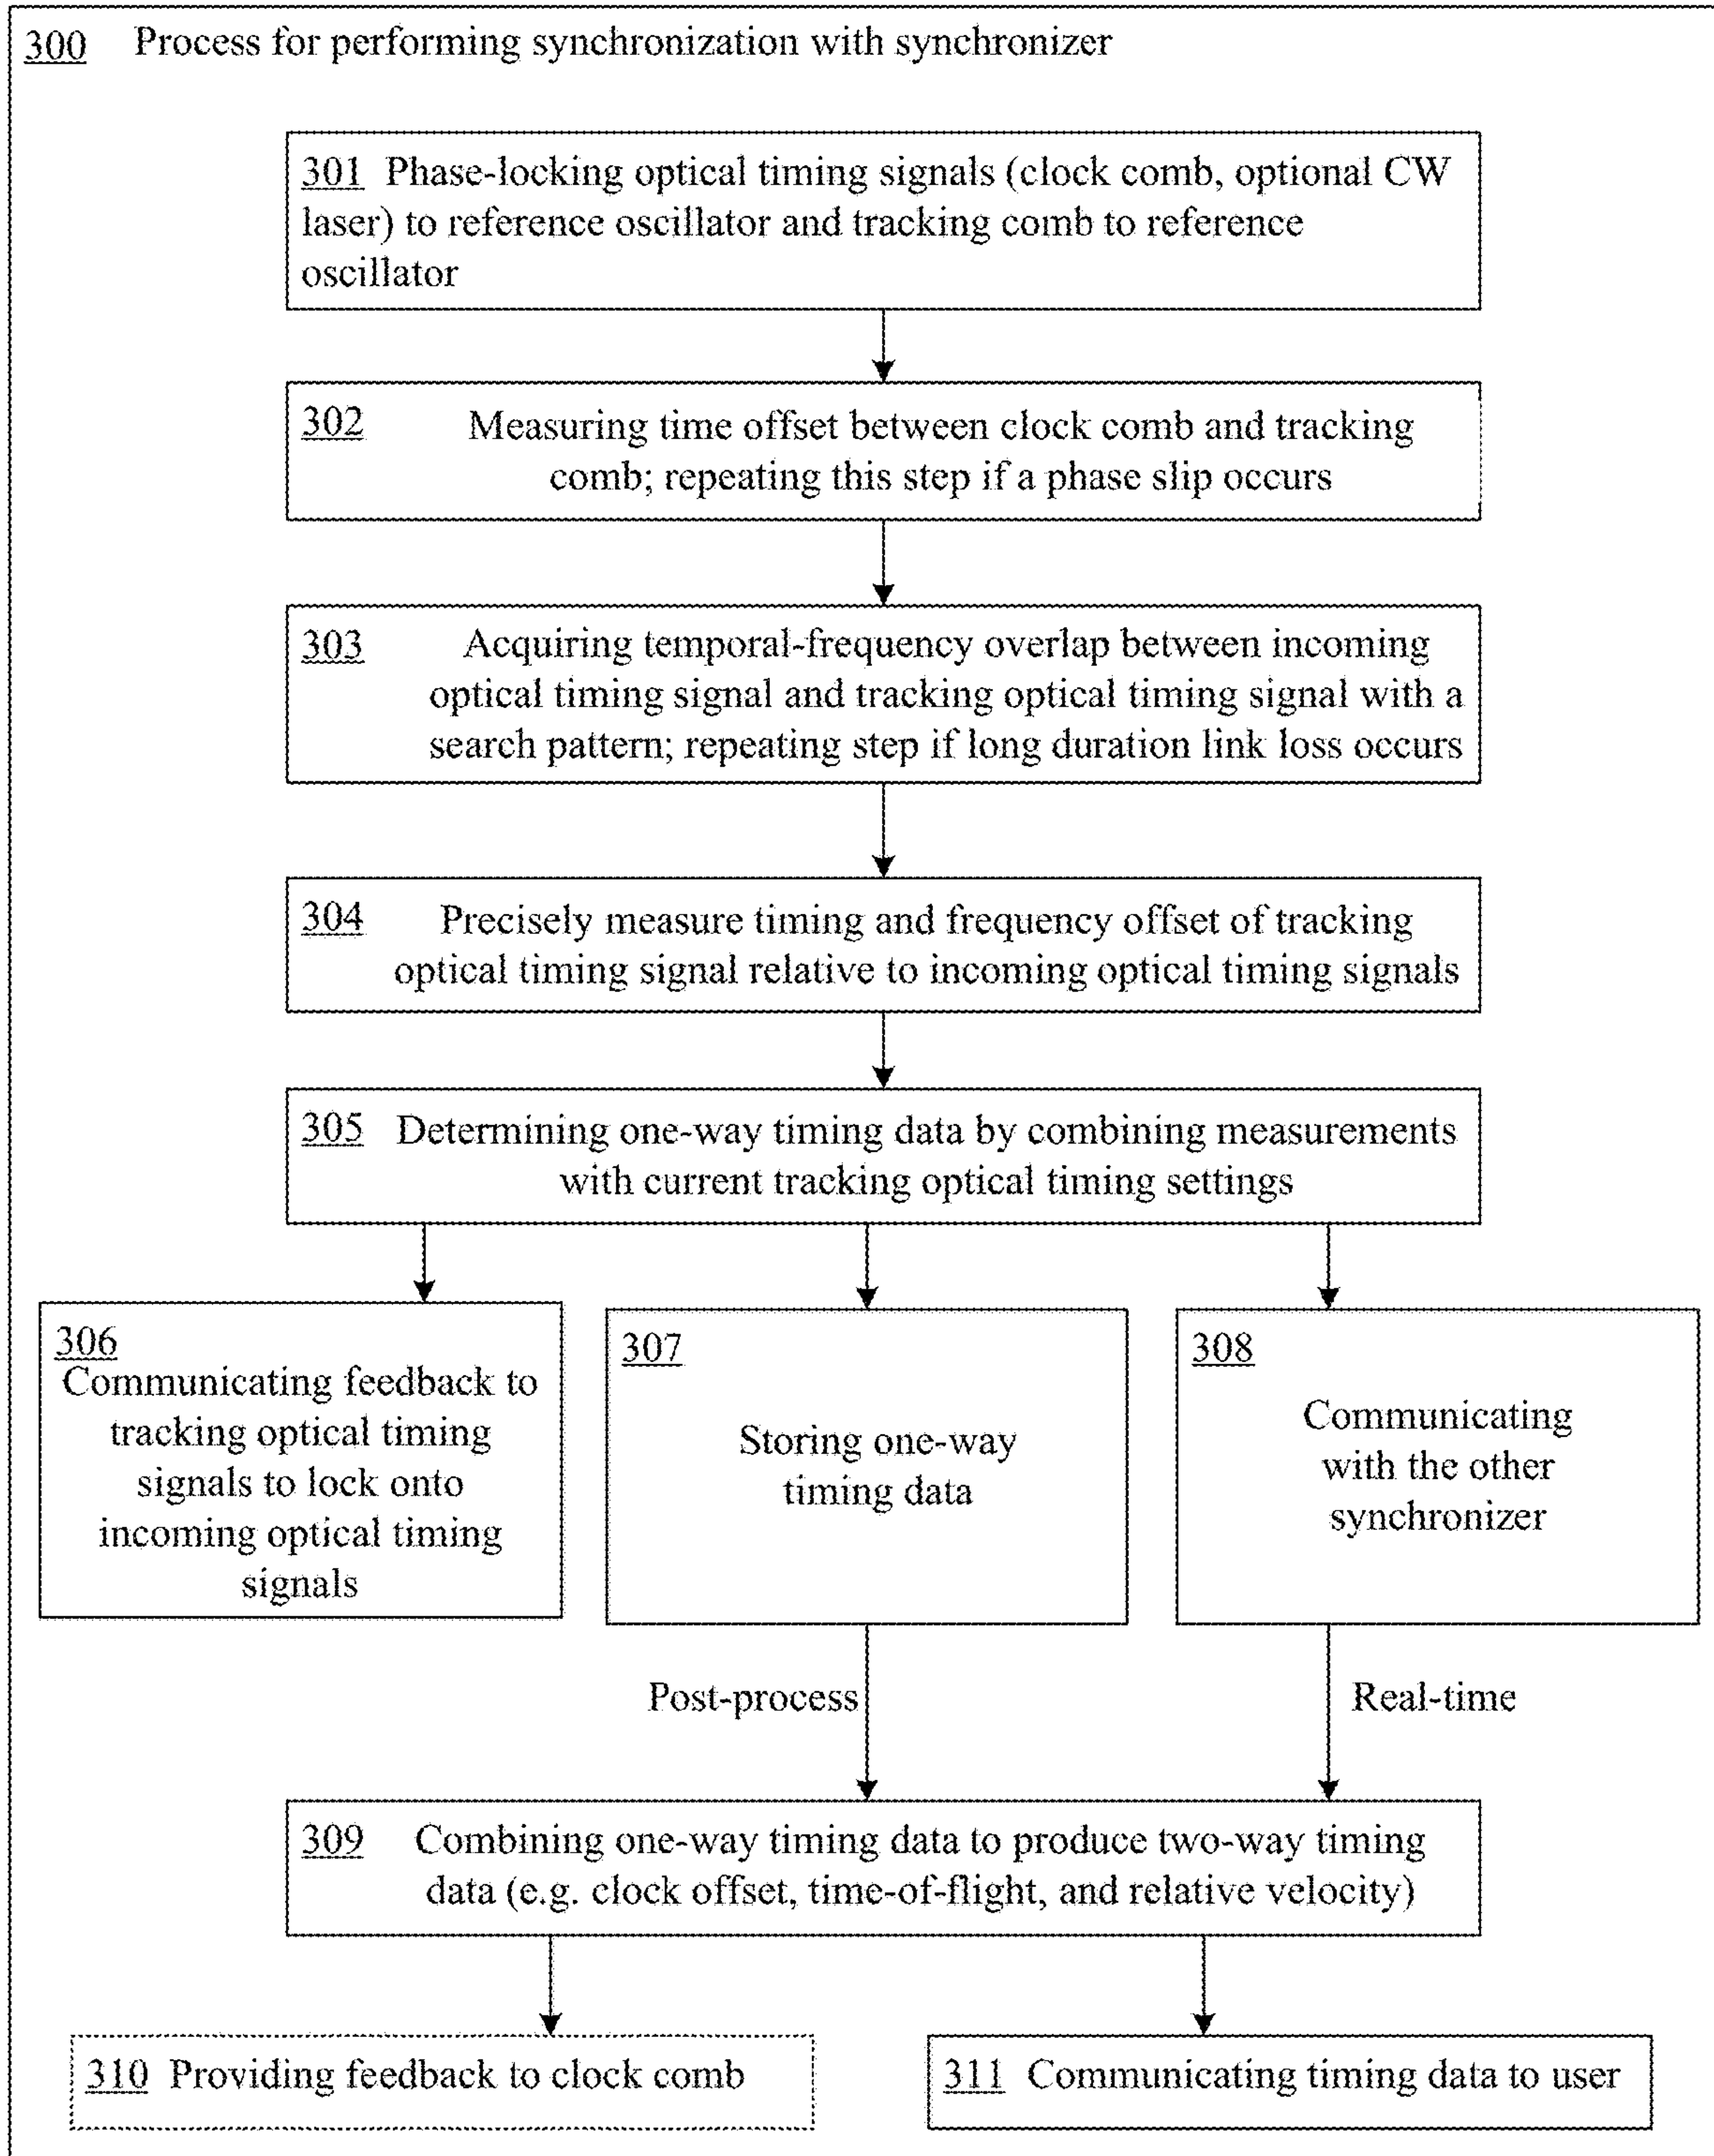 300 Process for performing synchronization with synchronizer
301 Phase-locking optical timing signals (clock comb, optional CW
laser) to reference oscillator and tracking comb to reference
oscillator
302 Measuring time offset between clock comb and tracking
comb; repeating this step if a phase slip occurs
303 Acquiring temporal-frequency overlap between incoming
optical timing signal and tracking optical timing signal with a
search pattern; repeating step if long duration link loss occurs
304 Precisely measure timing and frequency offset of tracking
optical timing signal relative to incoming optical timing signals
305 Determining one-way timing data by combining measurements
with current tracking optical timing settings
306
Communicating feedback to
tracking optical timing
signals to lock onto
incoming optical timing
signals
307
Storing one-way
timing data
308
Communicating
with the other
synchronizer
Post-process
Real-time
309 Combining one-way timing data to produce two-way timing
data (e.g. clock offset, time-of-flight, and relative velocity)
310 Providing feedback to clock comb
311 Communicating timing data to user